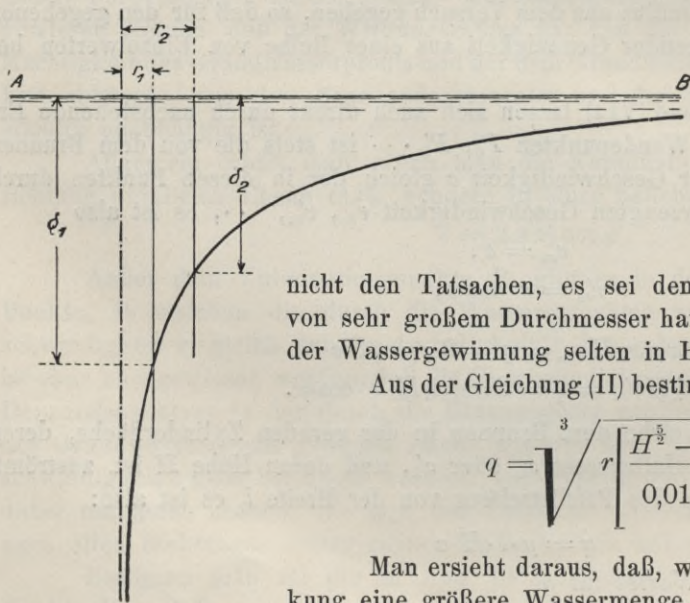 r₂
r₁
A
B
δ₂
δ₁
nicht den Tatsachen, es sei den
von sehr großem Durchmesser ha
der Wassergewinnung selten in H
Aus der Gleichung (II) bestin
q = ∛ r [ H^{5/2} —
0,01
Man ersieht daraus, daß, w
kung eine größere Wassermenge